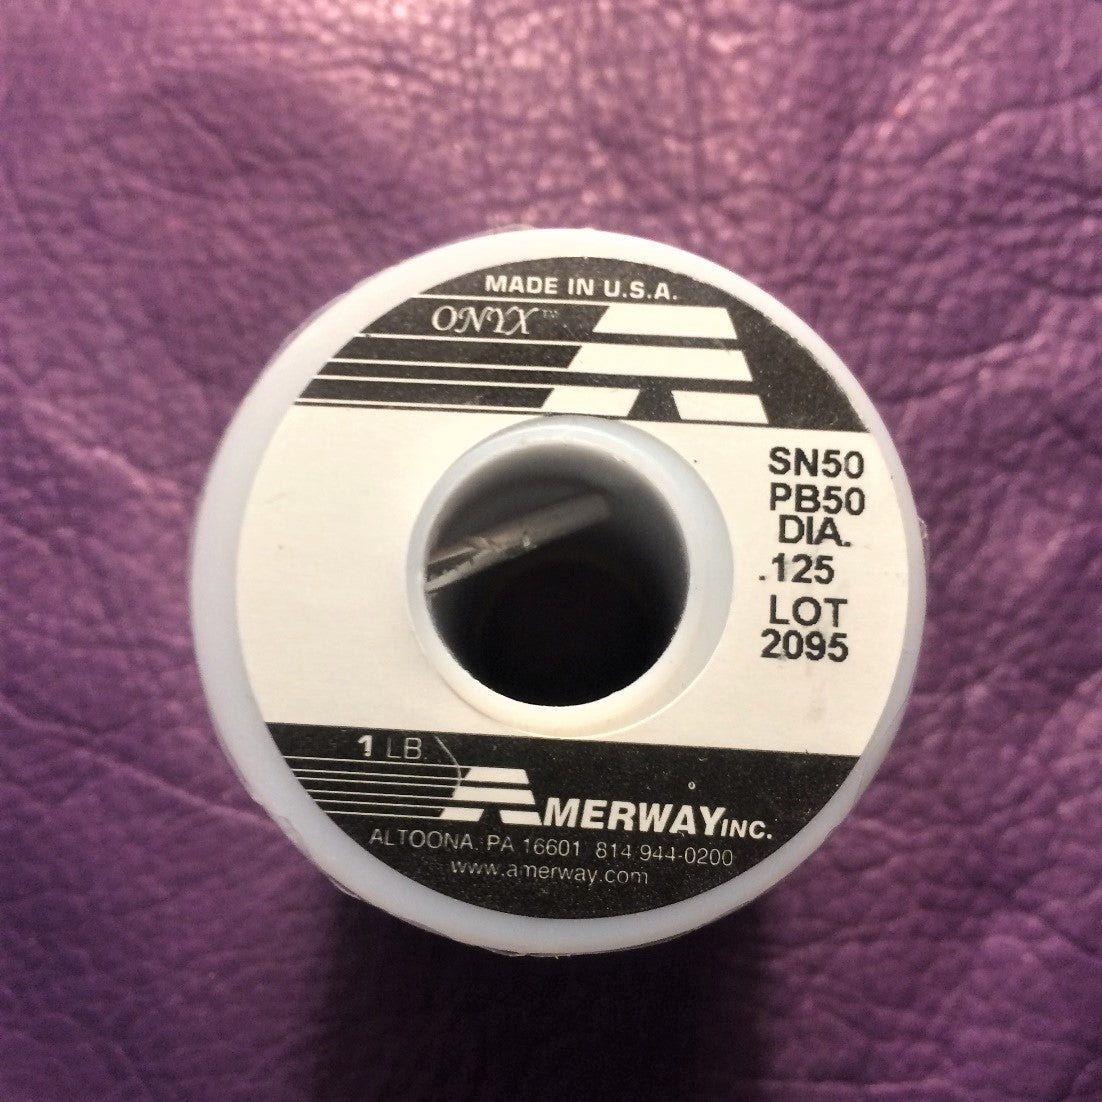 MADE IN U.S.A.
ONYX™
SN50
PB50
DIA.
.125
LOT
2095
1 LB.
AMERWAY INC.
ALTOONA, PA 16601 814 944-0200
www.amerway.com